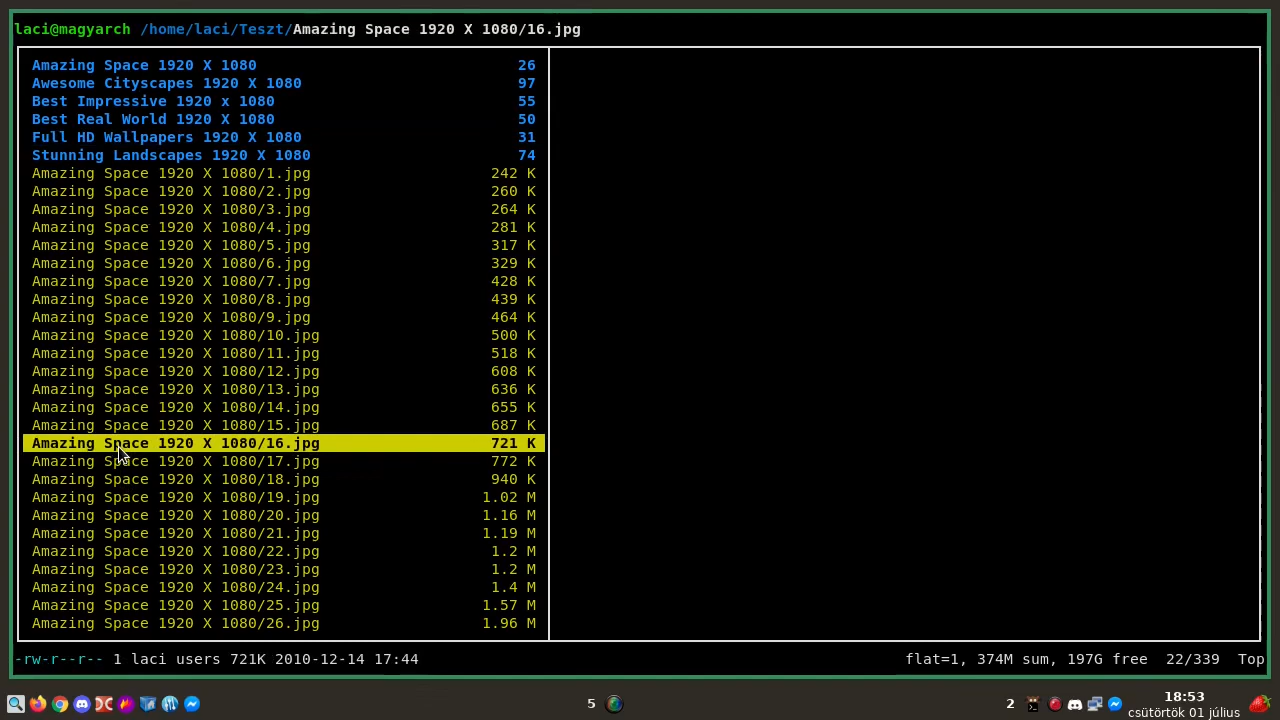 laci@magyarch /home/laci/Teszt/Amazing Space 1920 X 1080/16.jpg
Amazing Space 1920 X 1080 26
Awesome Cityscapes 1920 X 1080 97
Best Impressive 1920 x 1080 55
Best Real World 1920 x 1080 50
Full HD Wallpapers 1920 X 1080 31
Stunning Landscapes 1920 X 1080 74
Amazing Space 1920 X 1080/1.jpg 242 K
Amazing Space 1920 X 1080/2.jpg 260 K
Amazing Space 1920 X 1080/3.jpg 264 K
Amazing Space 1920 X 1080/4.jpg 281 K
Amazing Space 1920 X 1080/5.jpg 317 K
Amazing Space 1920 X 1080/6.jpg 329 K
Amazing Space 1920 X 1080/7.jpg 428 K
Amazing Space 1920 X 1080/8.jpg 439 K
Amazing Space 1920 X 1080/9.jpg 464 K
Amazing Space 1920 X 1080/10.jpg 500 K
Amazing Space 1920 X 1080/11.jpg 518 K
Amazing Space 1920 X 1080/12.jpg 608 K
Amazing Space 1920 X 1080/13.jpg 636 K
Amazing Space 1920 X 1080/14.jpg 655 K
Amazing Space 1920 X 1080/15.jpg 687 K
Amazing Space 1920 X 1080/16.jpg 721 K
Amazing Space 1920 X 1080/17.jpg 772 K
Amazing Space 1920 X 1080/18.jpg 940 K
Amazing Space 1920 X 1080/19.jpg 1.02 M
Amazing Space 1920 X 1080/20.jpg 1.16 M
Amazing Space 1920 X 1080/21.jpg 1.19 M
Amazing Space 1920 X 1080/22.jpg 1.2 M
Amazing Space 1920 X 1080/23.jpg 1.2 M
Amazing Space 1920 X 1080/24.jpg 1.4 M
Amazing Space 1920 X 1080/25.jpg 1.57 M
Amazing Space 1920 X 1080/26.jpg 1.96 M
-rw-r--r-- 1 laci users 721K 2010-12-14 17:44 flat=1, 374M sum, 197G free 22/339 Top
5 2 18:53
csütörtök 01 július